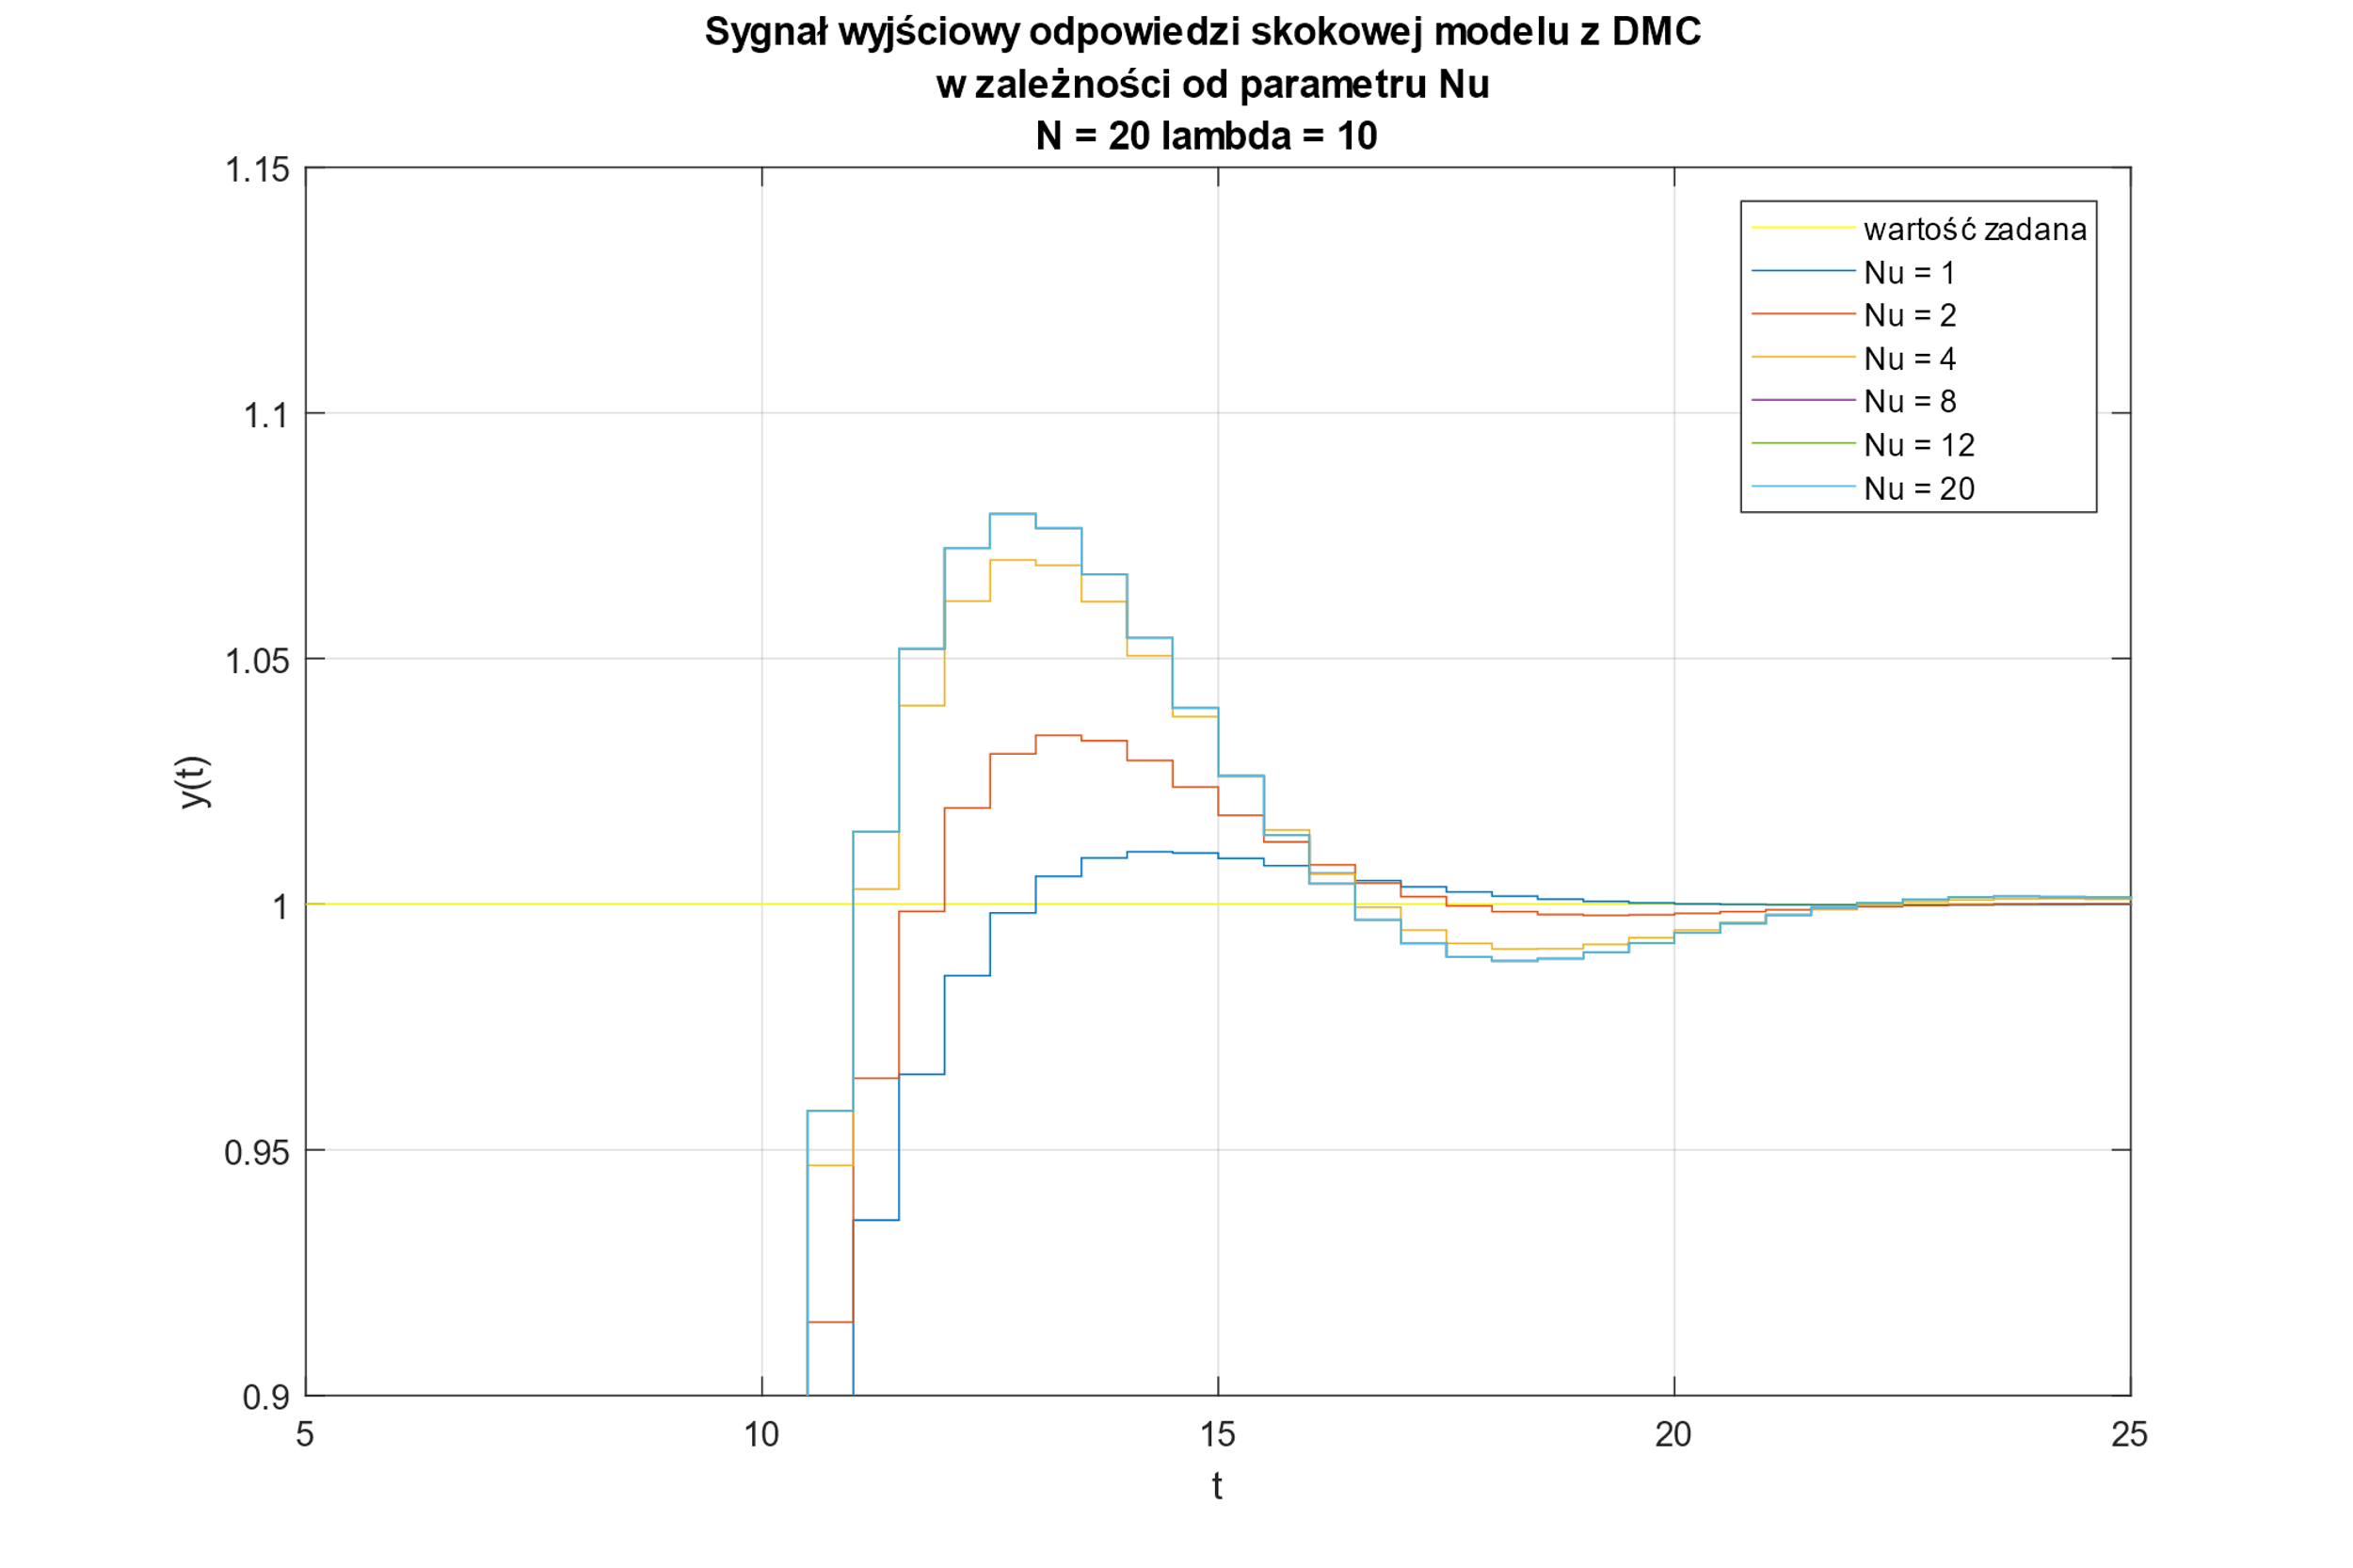 Sygnał wyjściowy odpowiedzi skokowej modelu z DMC
w zależności od parametru Nu
N = 20 lambda = 10
1.15
1.1
1.05
1
0.95
0.9
y(t)
5
10
15
20
25
t
wartość zadana
Nu = 1
Nu = 2
Nu = 4
Nu = 8
Nu = 12
Nu = 20